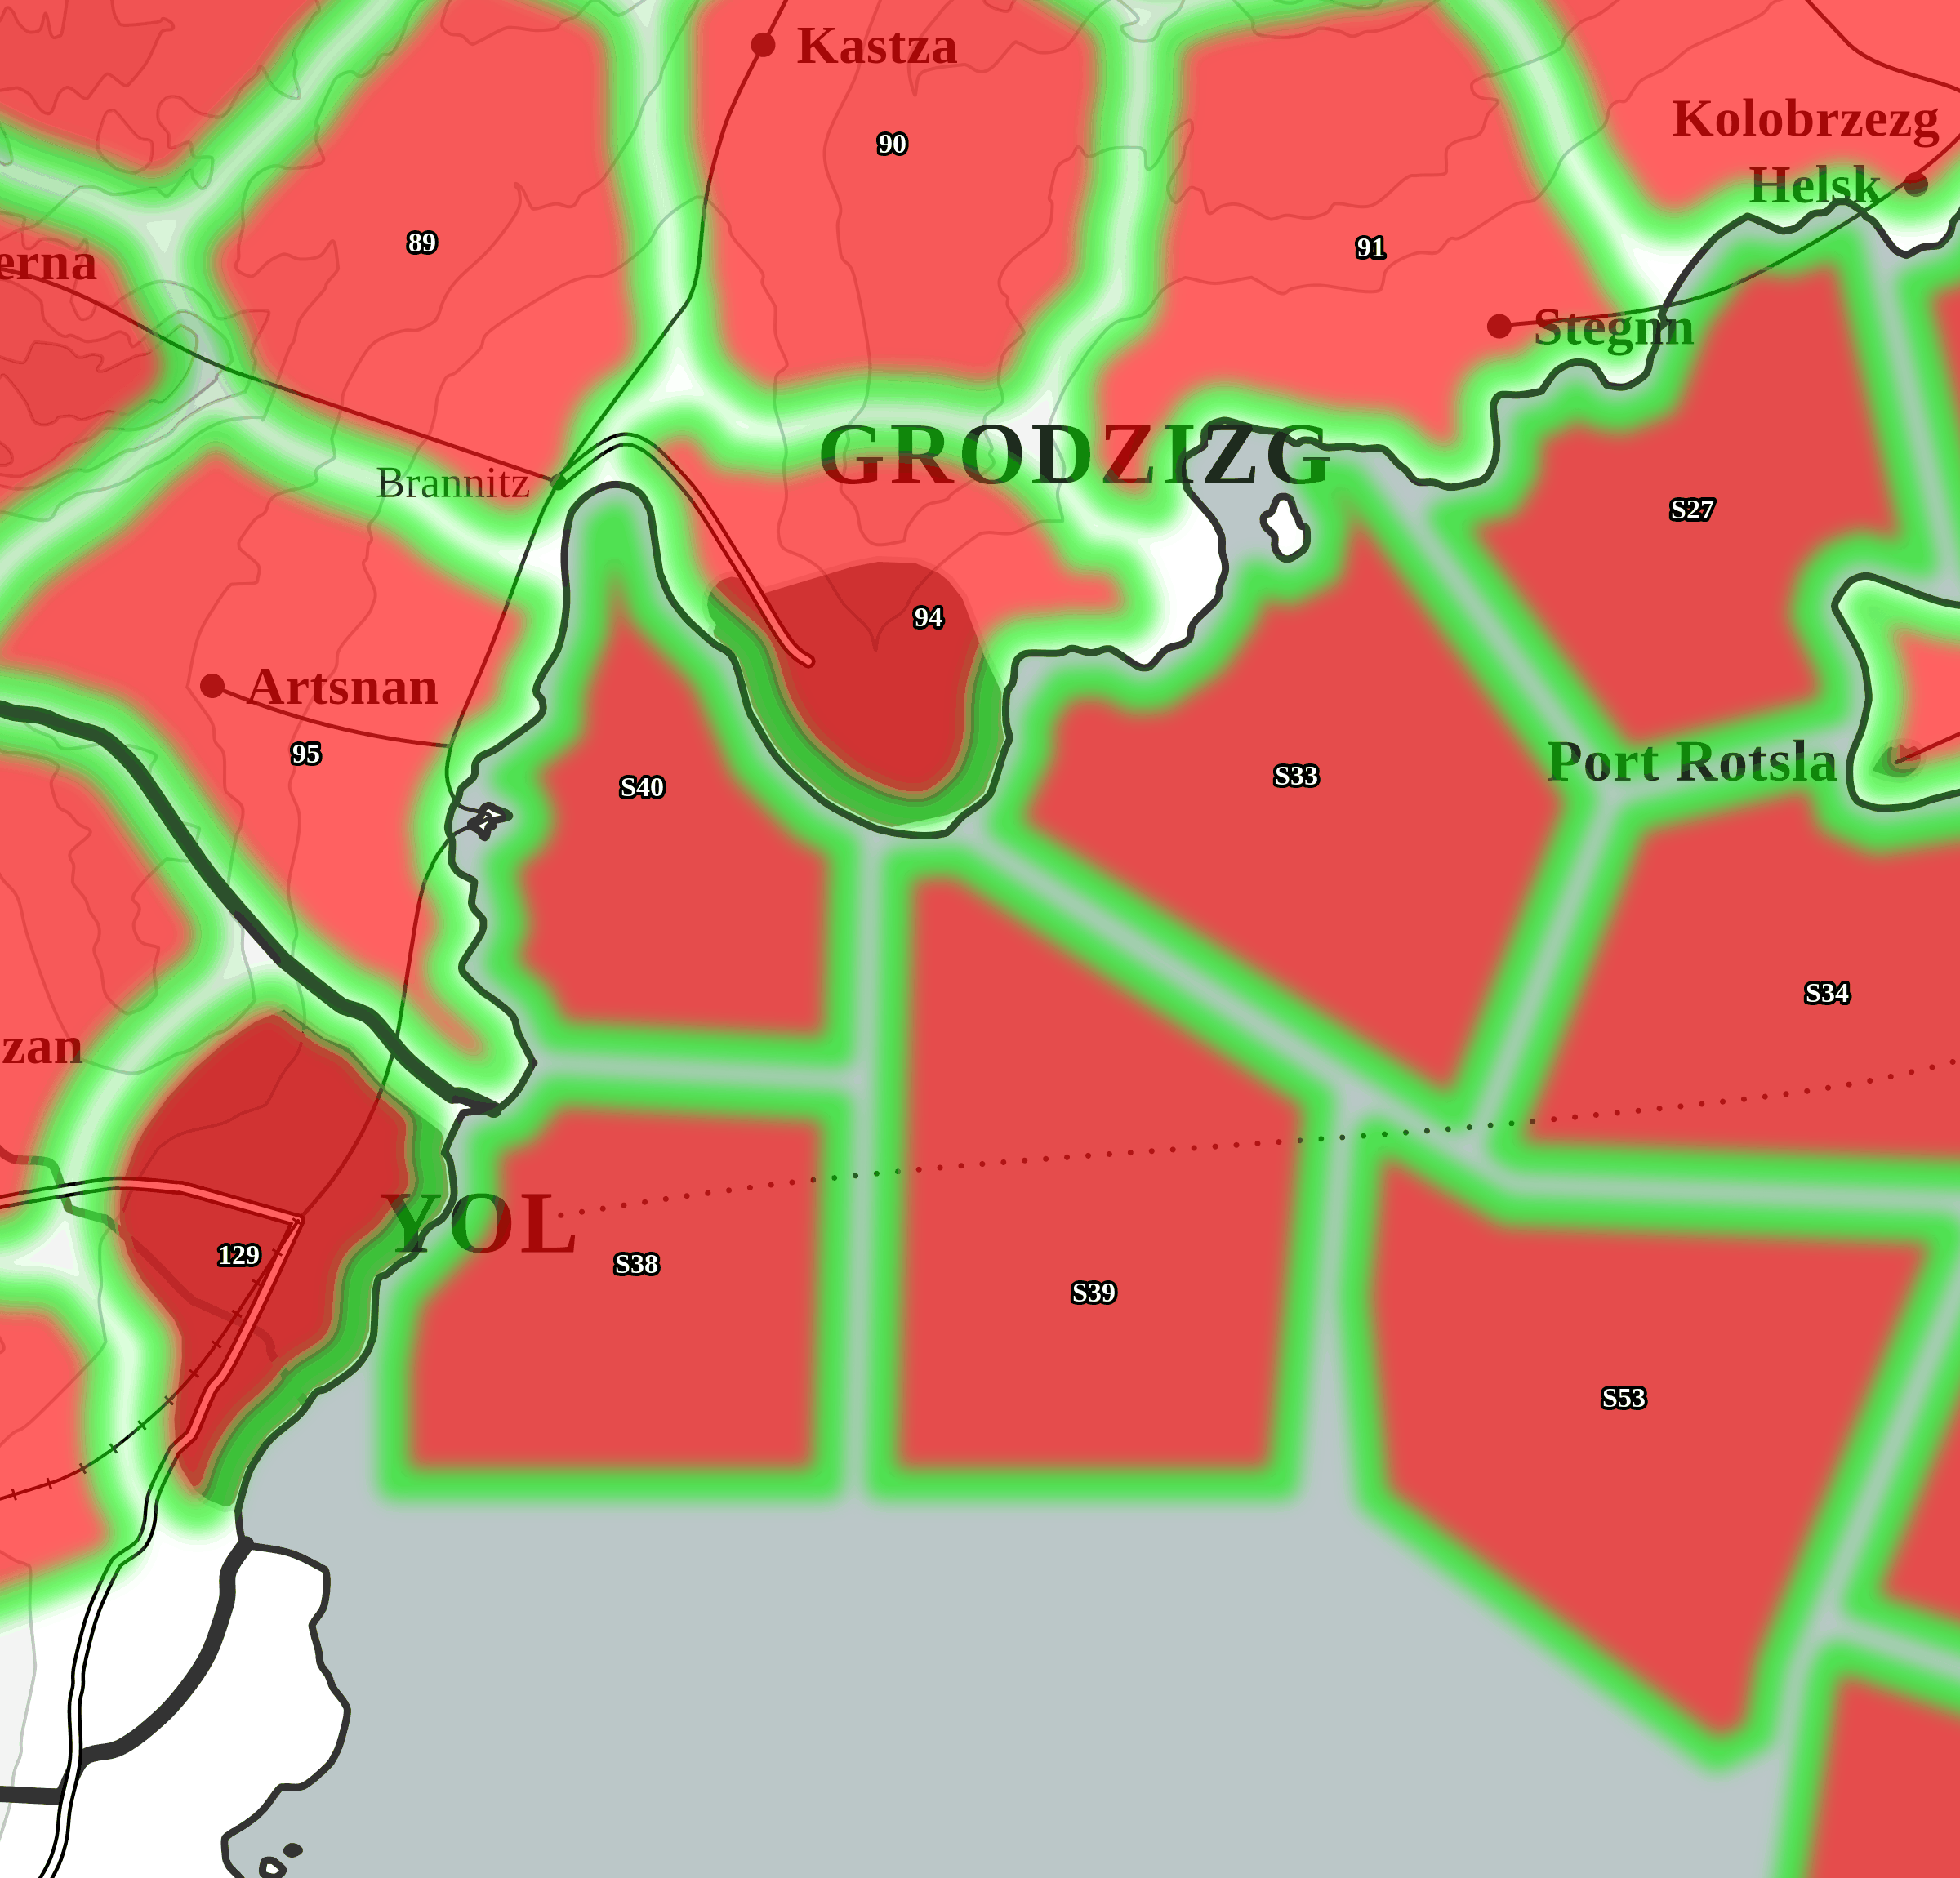 Kastza
90
Kolobrzezg
Helsk
89
91
erna
Stegnn
GRODZIZG
Brannitz
S27
94
Artsnan
95
S40
S33
Port Rotsla
S34
zan
YOL
129
S38
S39
S53